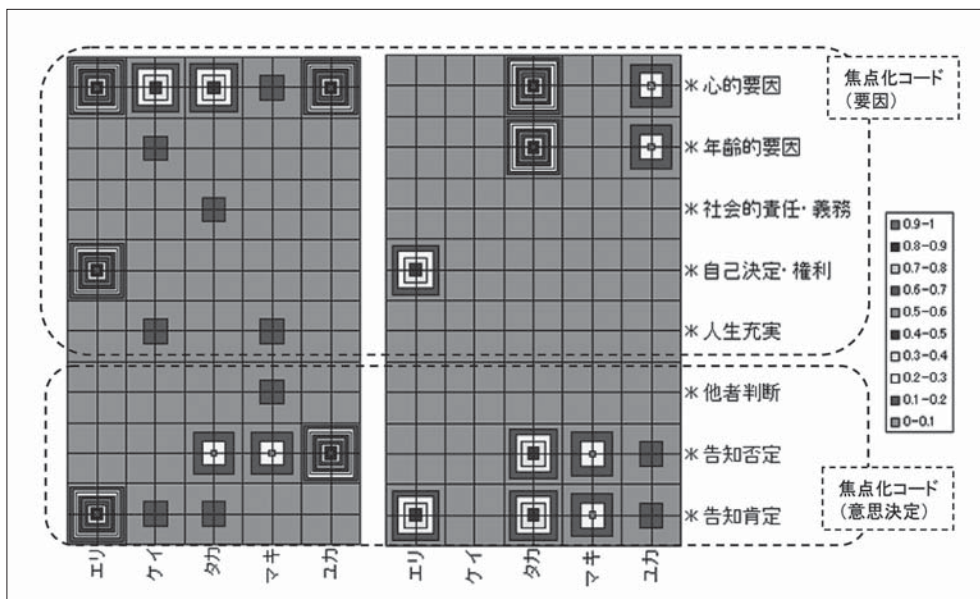 焦点化コード
(要因)
*心的要因
*年齢的要因
*社会的責任・義務
*自己決定・権利
*人生充実
*他者判断
*告知否定
*告知肯定
0.9-1
0.8-0.9
0.7-0.8
0.6-0.7
0.5-0.6
0.4-0.5
0.3-0.4
0.2-0.3
0.1-0.2
0-0.1
焦点化コード
(意思決定)
エリ
ケイ
タカ
マキ
ユカ
エリ
ケイ
タカ
マキ
ユカ